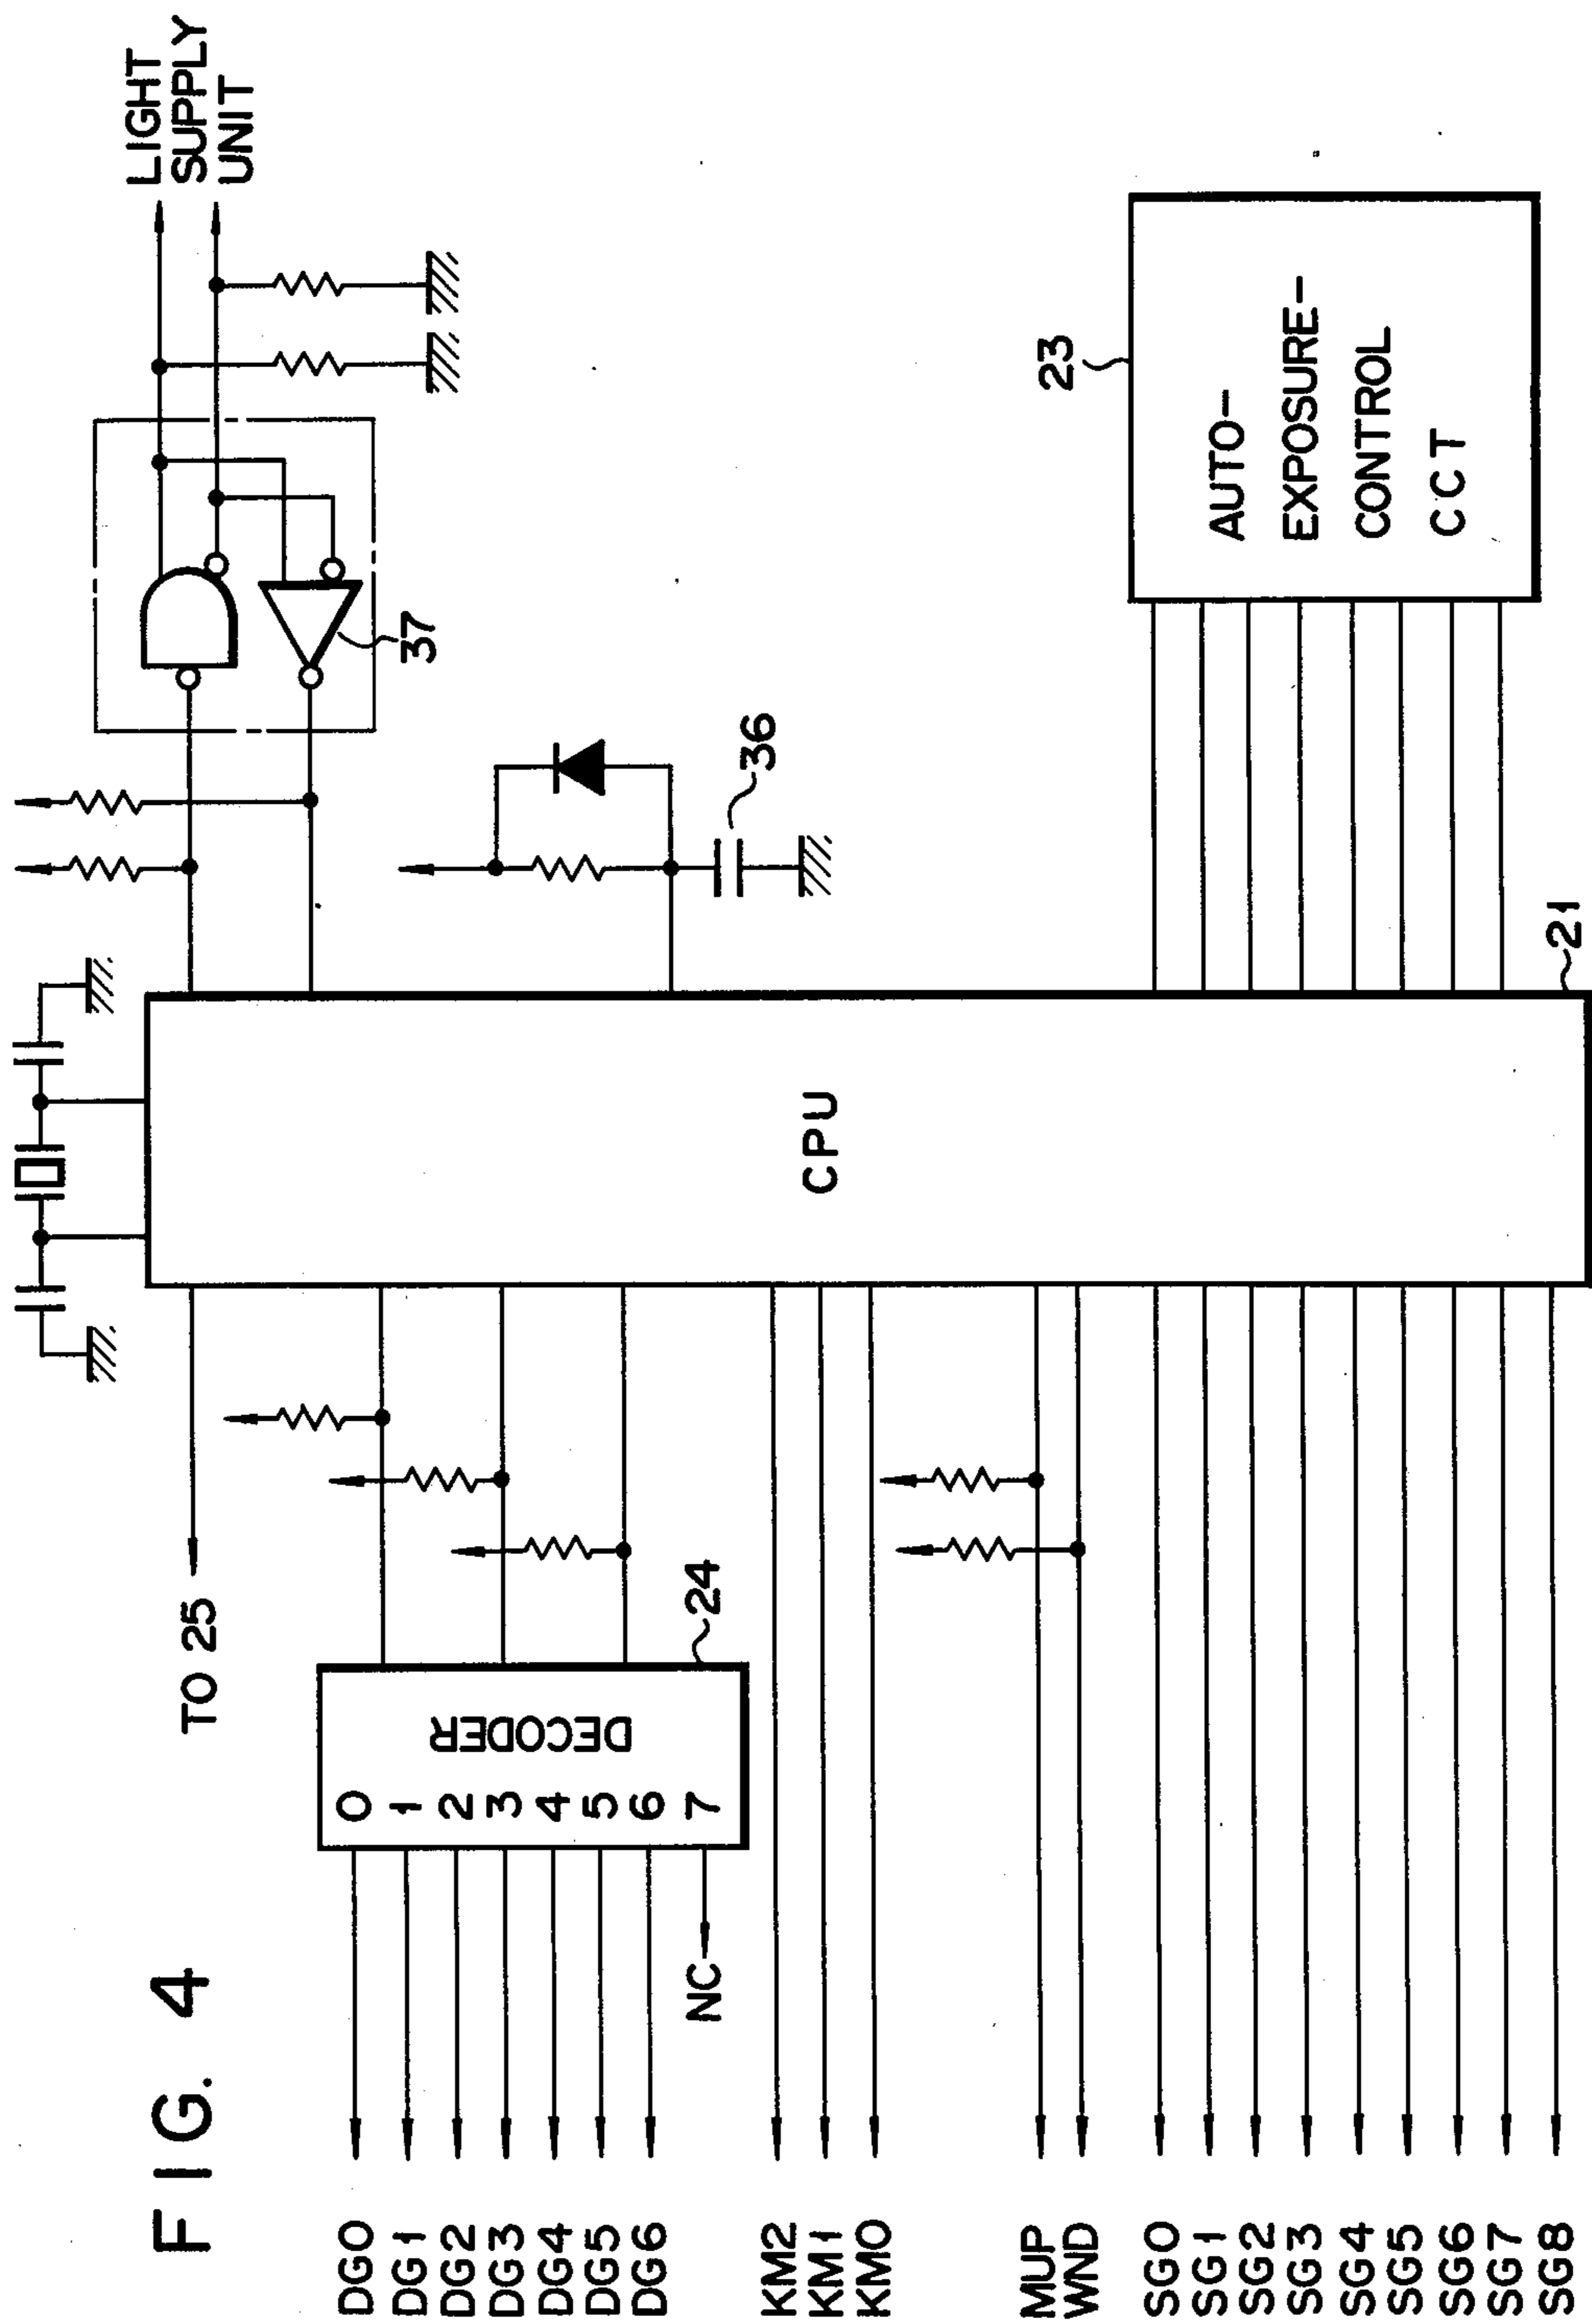 FIG. 4
TO 25
LIGHT
SUPPLY
UNIT
DECODER
0
1
2
3
4
5
6
7
24
NC
DG0
DG1
DG2
DG3
DG4
DG5
DG6
KM2
KM1
KM0
MUP
WND
SG0
SG1
SG2
SG3
SG4
SG5
SG6
SG7
SG8
CPU
21
37
36
23
AUTO-
EXPOSURE-
CONTROL
CCT